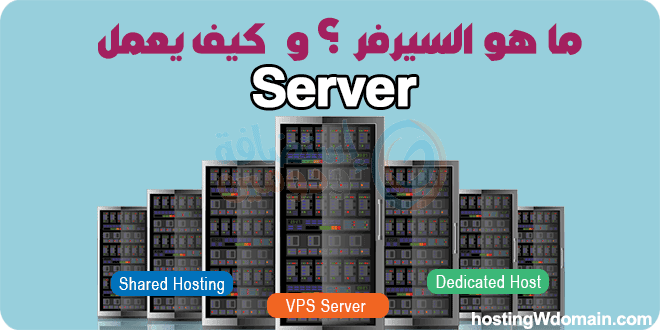 ما هو السيرفر ؟ و كيف يعمل
Server
Shared Hosting
VPS Server
Dedicated Host
hostingWdomain.com